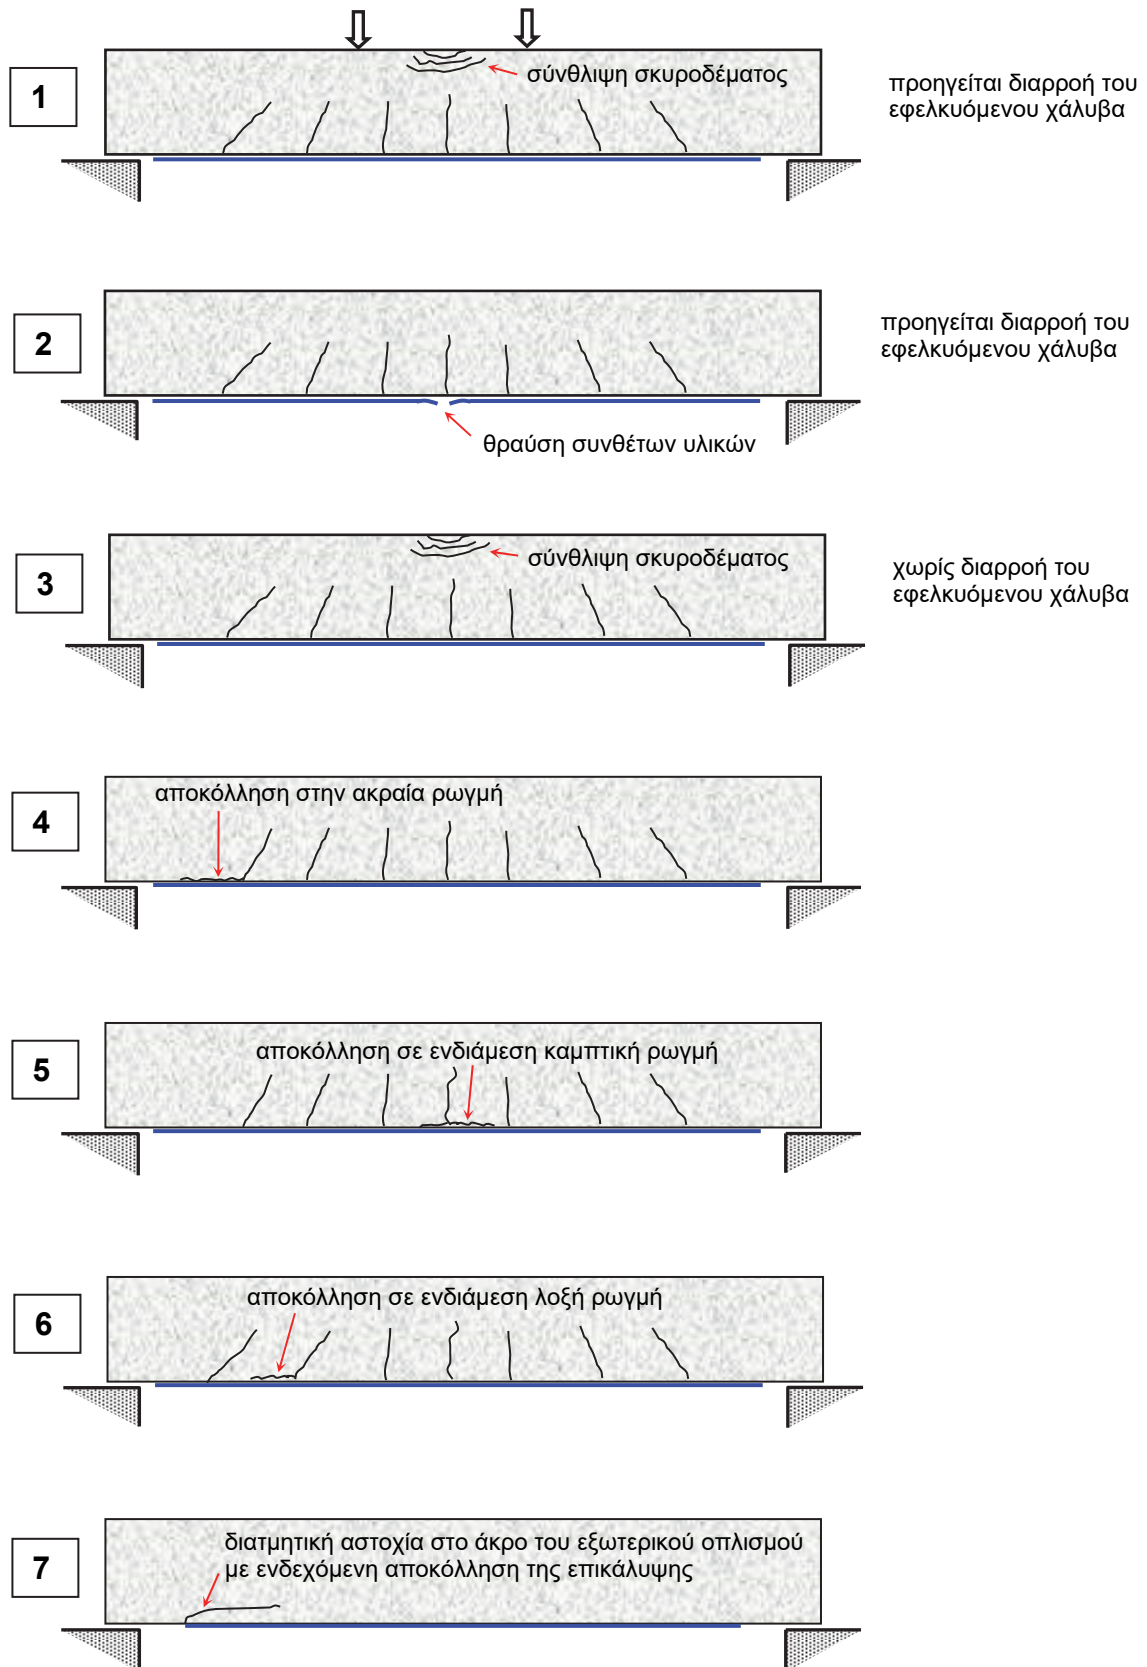 1
σύνθλιψη σκυροδέματος
προηγείται διαρροή του
εφελκυόμενου χάλυβα
2
προηγείται διαρροή του
εφελκυόμενου χάλυβα
θραύση συνθέτων υλικών
3
σύνθλιψη σκυροδέματος
χωρίς διαρροή του
εφελκυόμενου χάλυβα
4
αποκόλληση στην ακραία ρωγμή
5
αποκόλληση σε ενδιάμεση καμπτική ρωγμή
6
αποκόλληση σε ενδιάμεση λοξή ρωγμή
7
διατμητική αστοχία στο άκρο του εξωτερικού οπλισμού
με ενδεχόμενη αποκόλληση της επικάλυψης